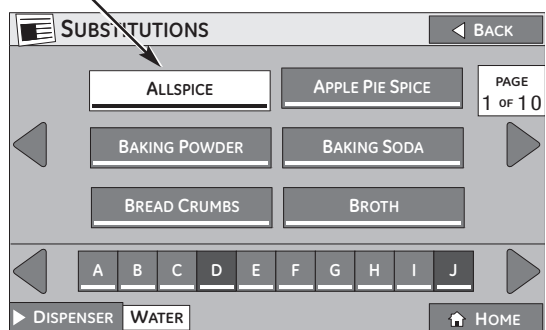 SUBSTITUTIONS BACK
ALLSPICE APPLE PIE SPICE PAGE
1 OF 10
BAKING POWDER BAKING SODA
BREAD CRUMBS BROTH
A B C D E F G H I J
DISPENSER WATER HOME